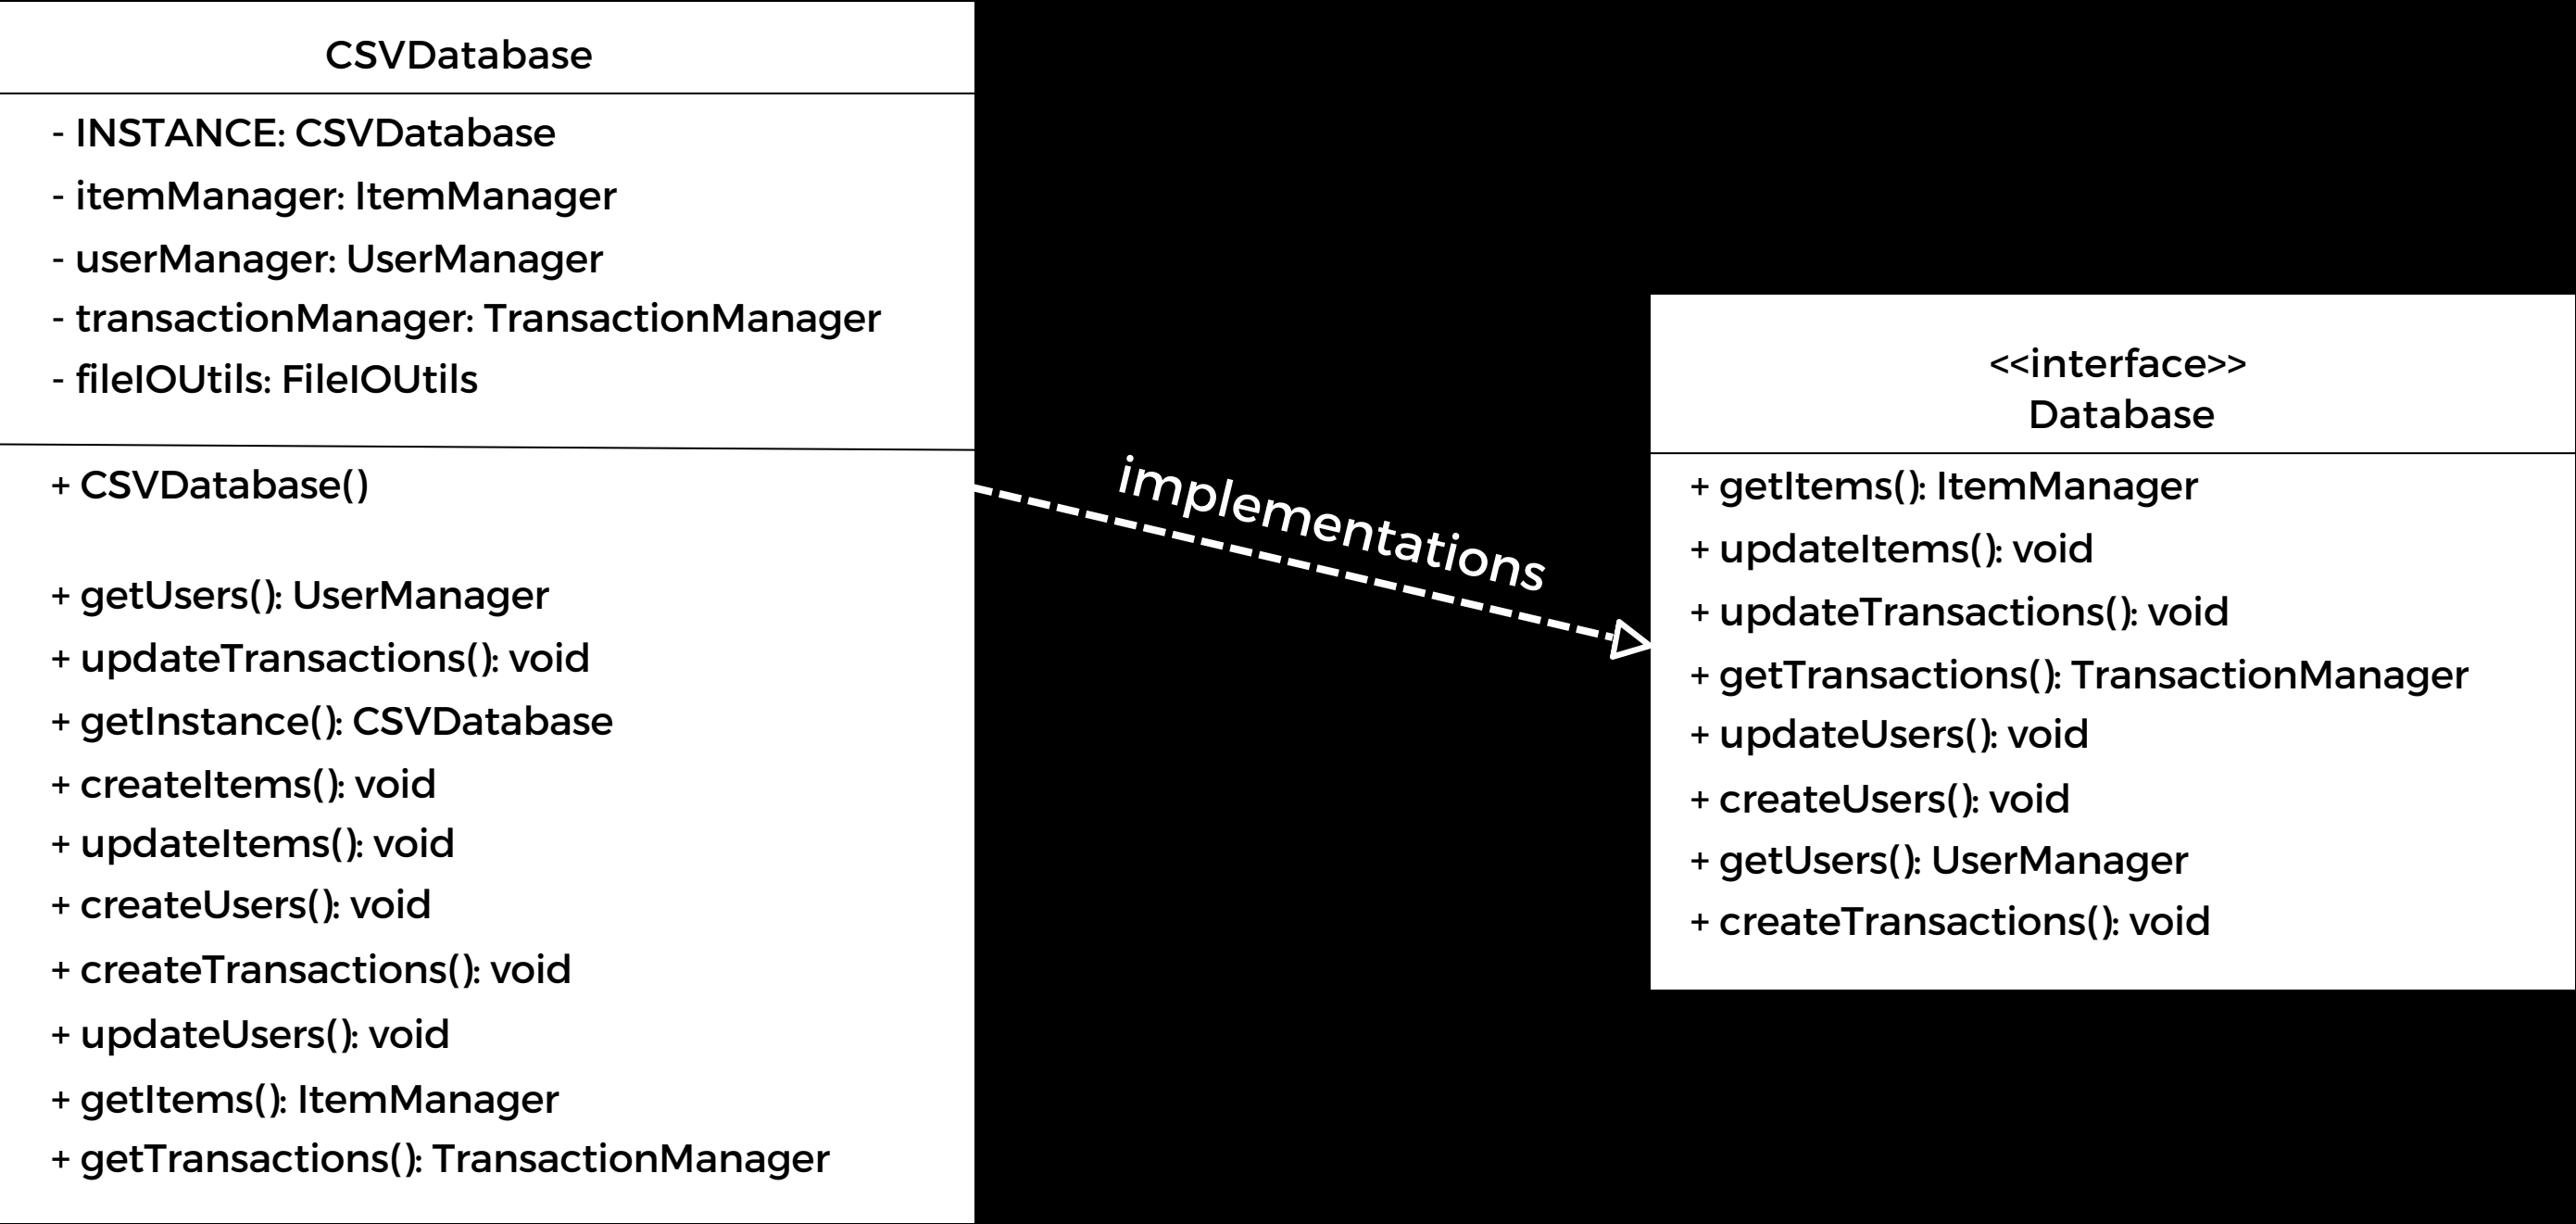 CSVDatabase
- INSTANCE: CSVDatabase
- itemManager: ItemManager
- userManager: UserManager
- transactionManager: TransactionManager
- fileIOUtils: FileIOUtils
+ CSVDatabase()
+ getUsers(): UserManager
+ updateTransactions(): void
+ getInstance(): CSVDatabase
+ createItems(): void
+ updateItems(): void
+ createUsers(): void
+ createTransactions(): void
+ updateUsers(): void
+ getItems(): ItemManager
+ getTransactions(): TransactionManager
implementations
<<interface>>
Database
+ getItems(): ItemManager
+ updateItems(): void
+ updateTransactions(): void
+ getTransactions(): TransactionManager
+ updateUsers(): void
+ createUsers(): void
+ getUsers(): UserManager
+ createTransactions(): void